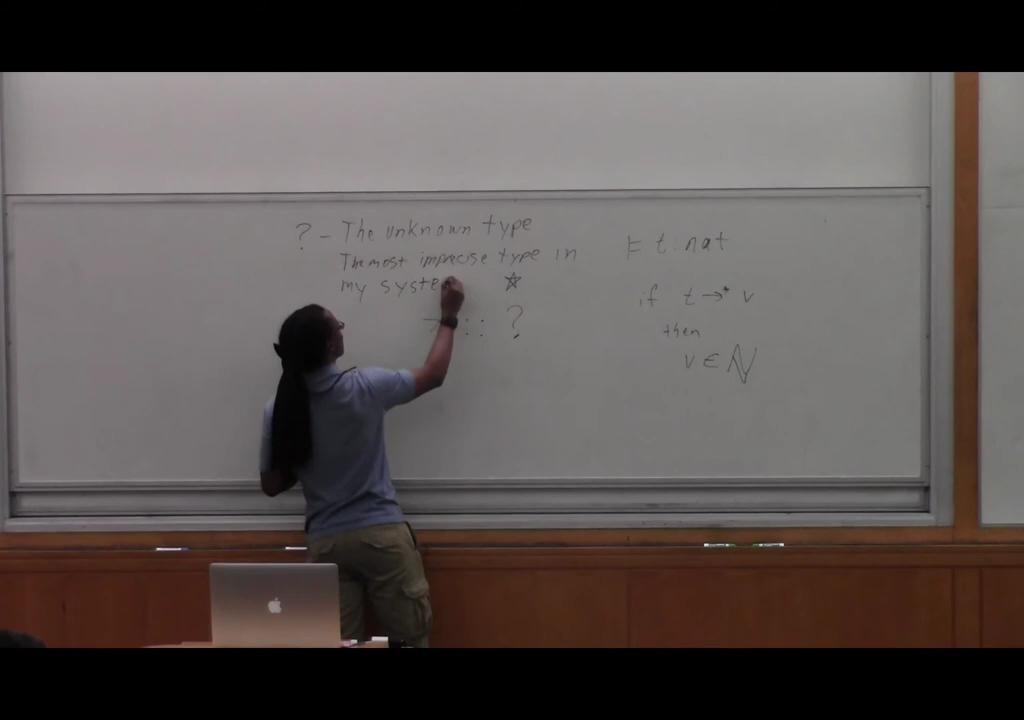 ? - The unknown type
The most imprecise type in
my syste
☆
:: ?
⊨ t : nat
if t →* v
then
v ∈ ℕ